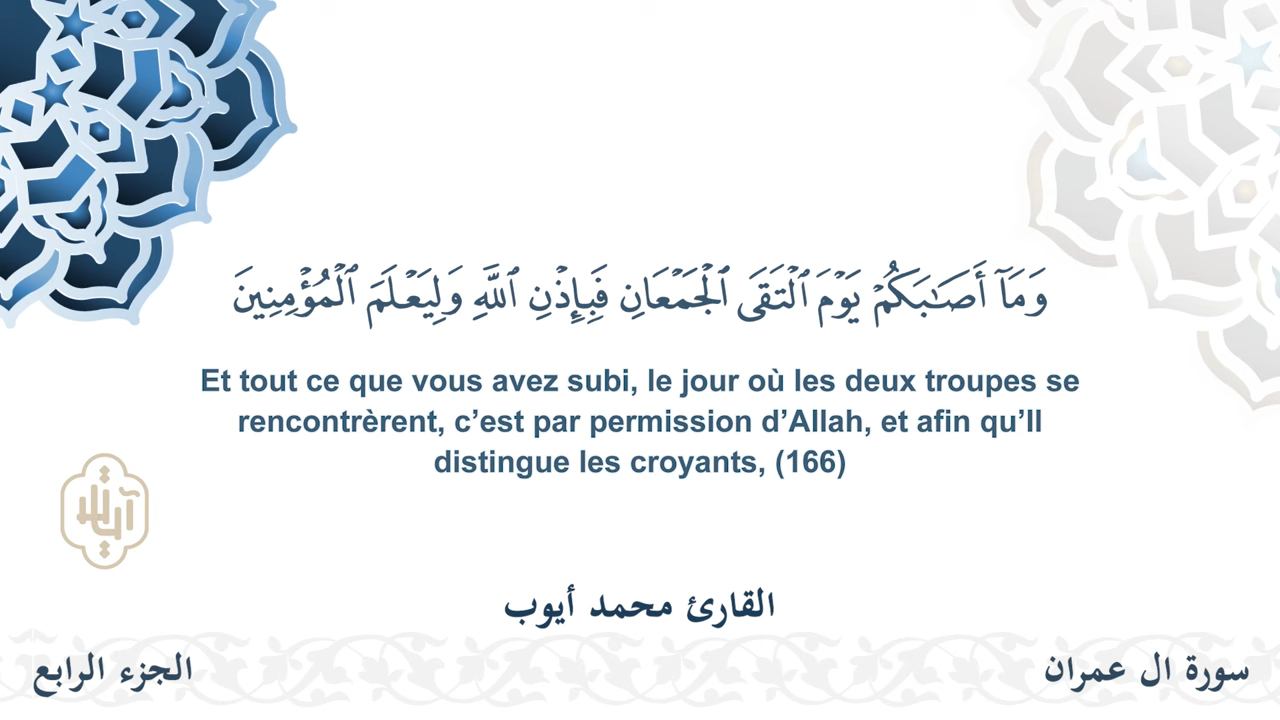 وَمَآ أَصَـٰبَكُمْ يَوْمَ ٱلْتَقَى ٱلْجَمْعَانِ فَبِإِذْنِ ٱللَّهِ وَلِيَعْلَمَ ٱلْمُؤْمِنِينَ
Et tout ce que vous avez subi, le jour où les deux troupes se
rencontrèrent, c’est par permission d’Allah, et afin qu’Il
distingue les croyants, (166)
القارئ محمد أيوب
سورة ال عمران
الجزء الرابع